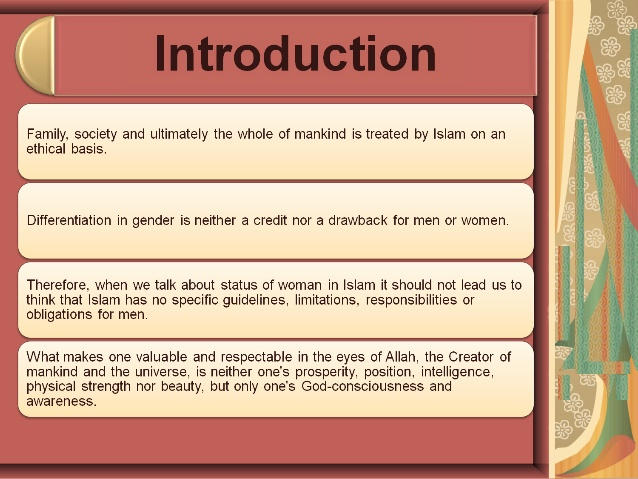 Introduction
Family, society and ultimately the whole of mankind is treated by Islam on an
ethical basis.
Differentiation in gender is neither a credit nor a drawback for men or women.
Therefore, when we talk about status of woman in Islam it should not lead us to
think that Islam has no specific guidelines, limitations, responsibilities or
obligations for men.
What makes one valuable and respectable in the eyes of Allah, the Creator of
mankind and the universe, is neither one's prosperity, position, intelligence,
physical strength nor beauty, but only one's God-consciousness and
awareness.